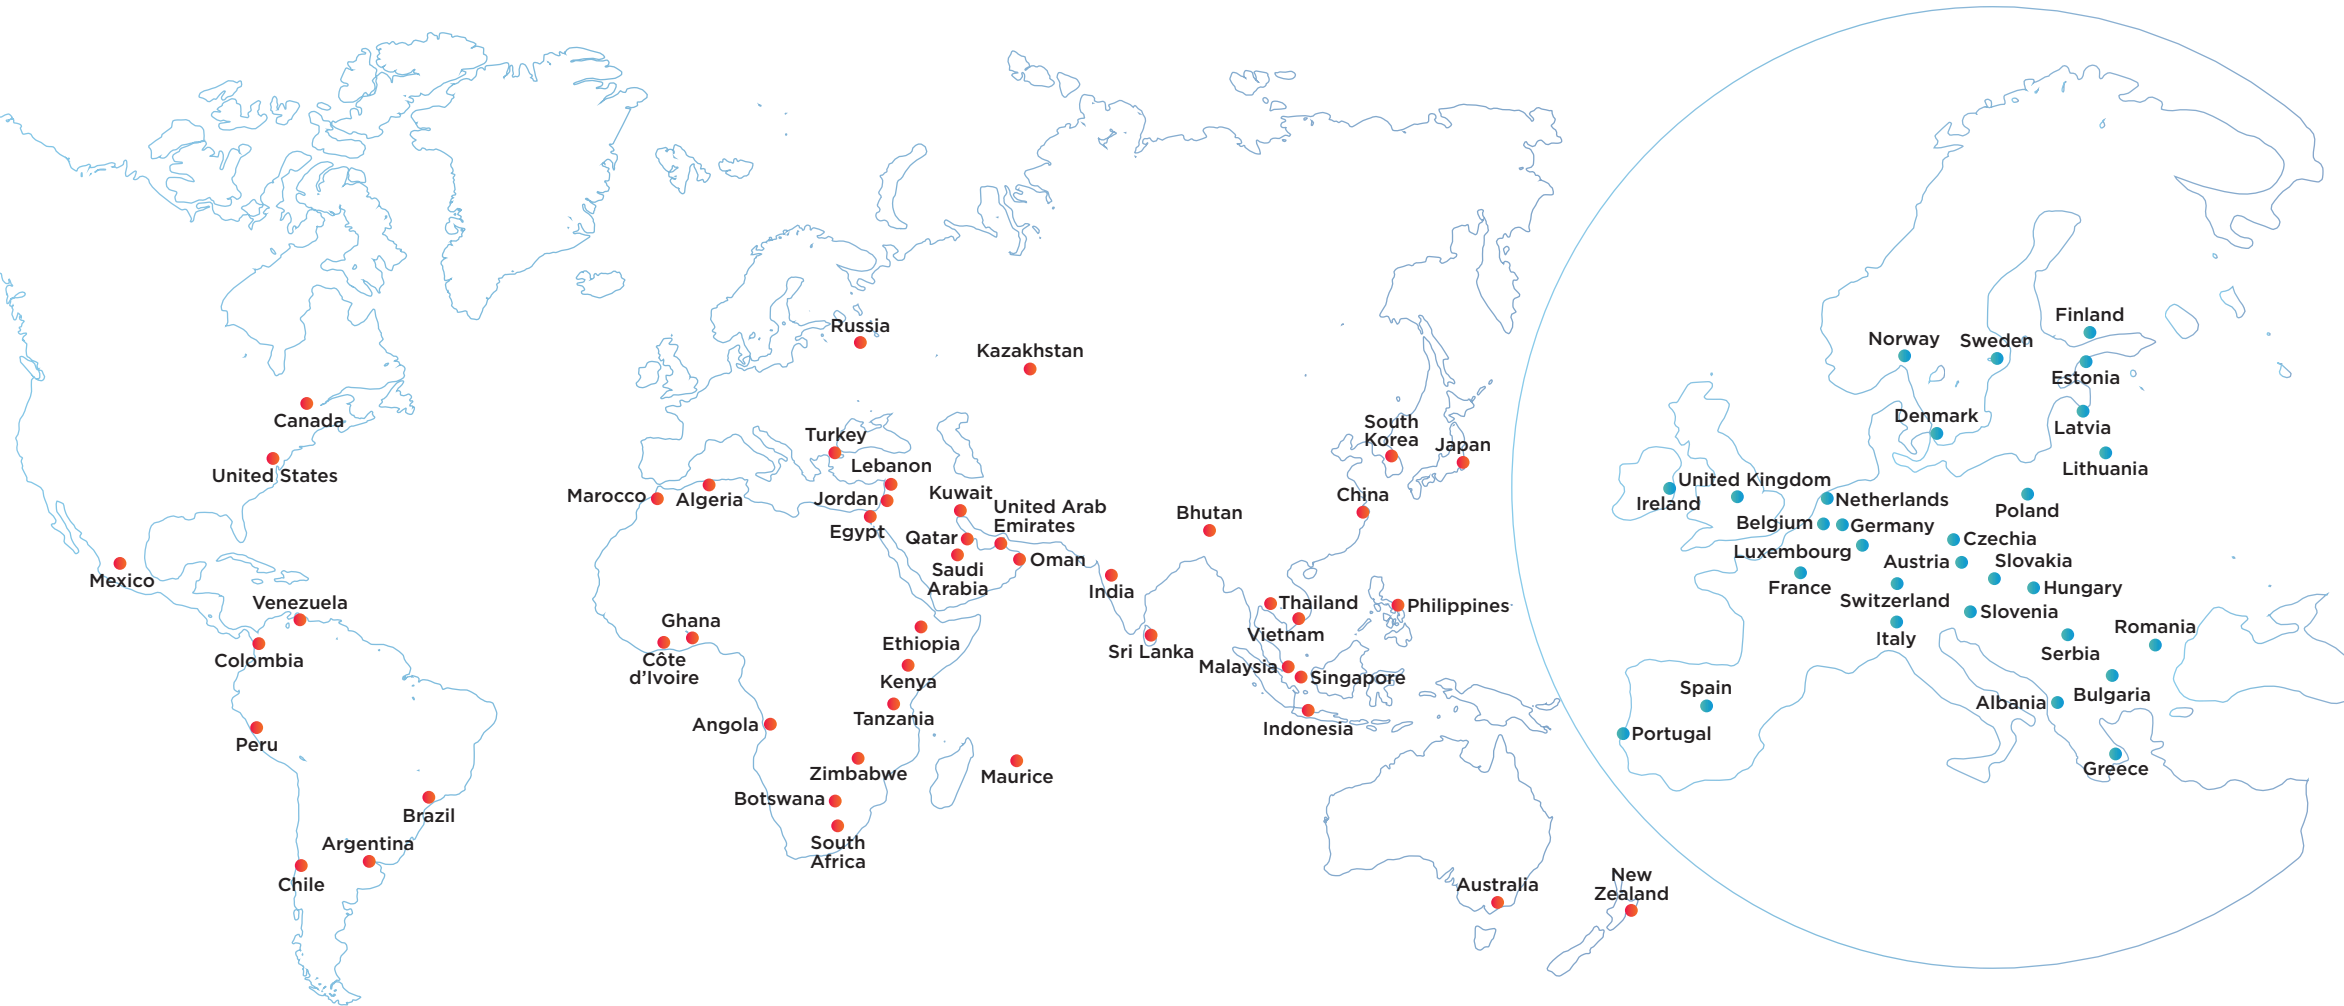 Canada
United States
Mexico
Venezuela
Colombia
Peru
Brazil
Argentina
Chile
Russia
Kazakhstan
Turkey
Lebanon
Marocco
Algeria
Jordan
Egypt
Kuwait
United Arab
Emirates
Qatar
Oman
Saudi
Arabia
Ghana
Côte
d'Ivoire
Ethiopia
Kenya
Tanzania
Angola
Zimbabwe
Maurice
Botswana
South
Africa
South
Korea
Japan
China
Bhutan
India
Sri Lanka
Thailand
Philippines
Vietnam
Malaysia
Singapore
Indonesia
Australia
New
Zealand
Finland
Norway
Sweden
Estonia
Denmark
Latvia
Lithuania
United Kingdom
Ireland
Netherlands
Poland
Belgium
Germany
Czechia
Luxembourg
Austria
Slovakia
France
Hungary
Switzerland
Slovenia
Italy
Romania
Serbia
Spain
Bulgaria
Albania
Portugal
Greece